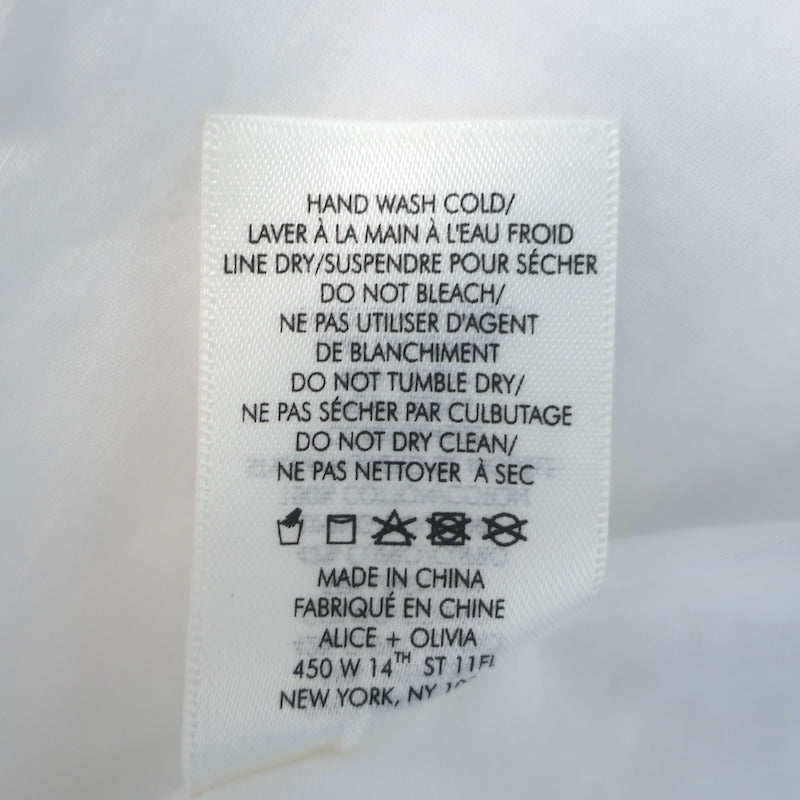 HAND WASH COLD/
LAVER À LA MAIN À L'EAU FROID
LINE DRY/SUSPENDRE POUR SÉCHER
DO NOT BLEACH/
NE PAS UTILISER D'AGENT
DE BLANCHIMENT
DO NOT TUMBLE DRY/
NE PAS SÉCHER PAR CULBUTAGE
DO NOT DRY CLEAN/
NE PAS NETTOYER À SEC
MADE IN CHINA
FABRIQUÉ EN CHINE
ALICE + OLIVIA
450 W 14TH ST 11FL
NEW YORK, NY